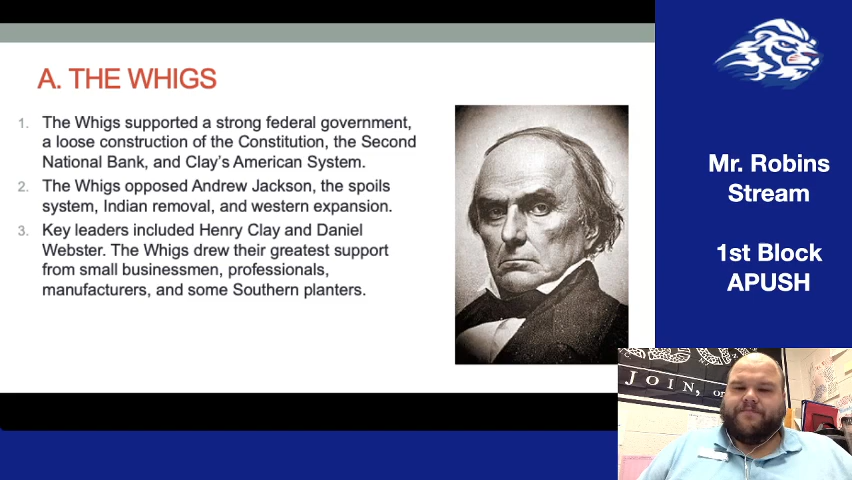 A. THE WHIGS
1. The Whigs supported a strong federal government,
a loose construction of the Constitution, the Second
National Bank, and Clay's American System.
2. The Whigs opposed Andrew Jackson, the spoils
system, Indian removal, and western expansion.
3. Key leaders included Henry Clay and Daniel
Webster. The Whigs drew their greatest support
from small businessmen, professionals,
manufacturers, and some Southern planters.
Mr. Robins
Stream
1st Block
APUSH
JOIN, or